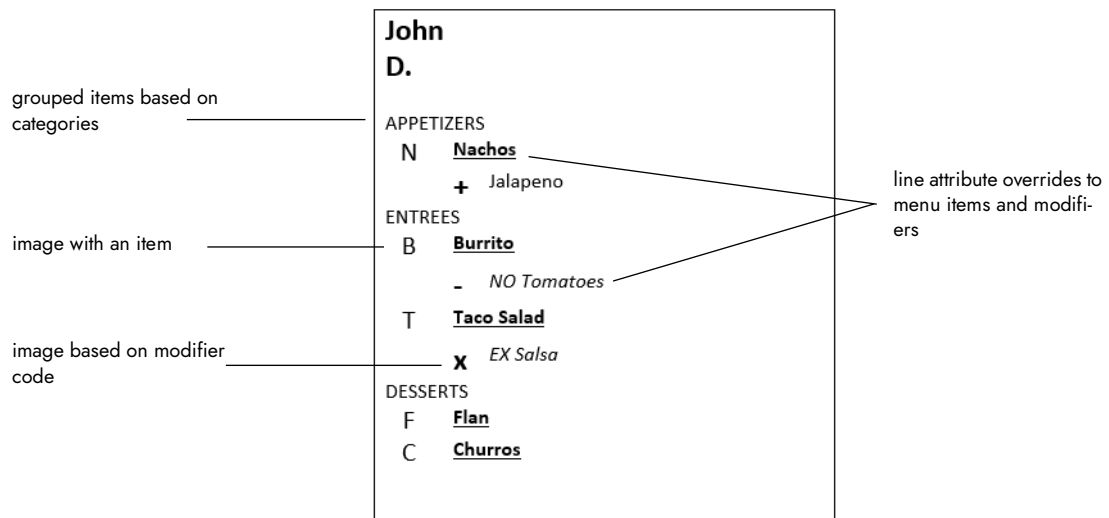 John
D.
grouped items based on
categories
APPETIZERS
N Nachos
+ Jalapeno
line attribute overrides to
menu items and modifi-
ers
ENTREES
image with an item
B Burrito
- NO Tomatoes
T Taco Salad
image based on modifier
code
x EX Salsa
DESSERTS
F Flan
C Churros